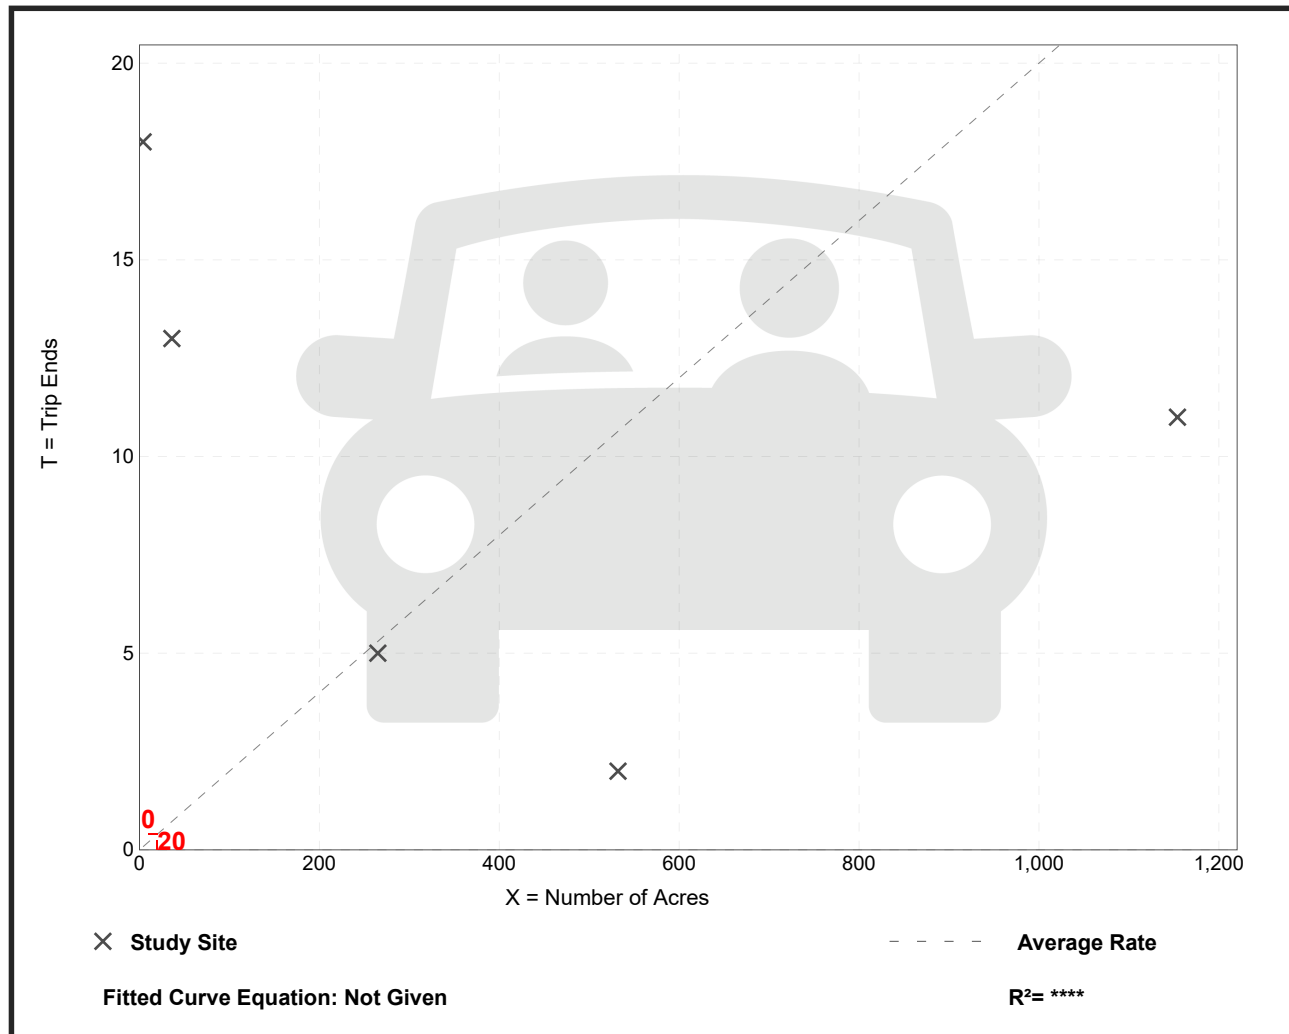 20
15
10
5
0
T = Trip Ends
0
20
0 200 400 600 800 1,000 1,200
X = Number of Acres
Study Site Average Rate
Fitted Curve Equation: Not Given R²= ****